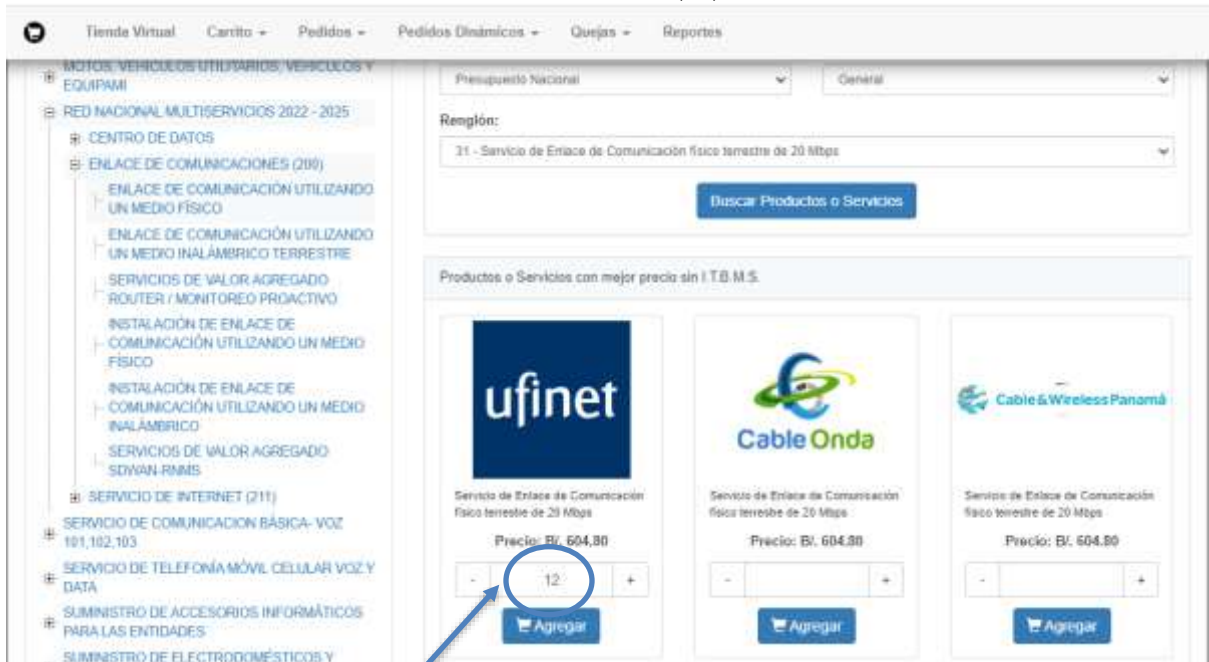 Tienda Virtual Carrito Pedidos Pedidos Dinámicos Quejas Reportes
MOTOS, VEHICULOS UTILITARIOS, VEHICULOS Y
EQUIPAMI
RED NACIONAL MULTISERVICIOS 2022 - 2025
CENTRO DE DATOS
ENLACE DE COMUNICACIONES (209)
ENLACE DE COMUNICACIÓN UTILIZANDO
UN MEDIO FÍSICO
ENLACE DE COMUNICACIÓN UTILIZANDO
UN MEDIO INALÁMBRICO TERRESTRE
SERVICIOS DE VALOR AGREGADO
ROUTER / MONITOREO PROACTIVO
INSTALACIÓN DE ENLACE DE
COMUNICACIÓN UTILIZANDO UN MEDIO
FÍSICO
INSTALACIÓN DE ENLACE DE
COMUNICACIÓN UTILIZANDO UN MEDIO
INALÁMBRICO
SERVICIOS DE VALOR AGREGADO
SDWAN-RNMS
SERVICIO DE INTERNET (211)
SERVICIO DE COMUNICACION BÁSICA- VOZ
101,102,103
SERVICIO DE TELEFONÍA MÓVIL CELULAR VOZ Y
DATA
SUMINISTRO DE ACCESORIOS INFORMÁTICOS
PARA LAS ENTIDADES
SUMINISTRO DE ELECTRODOMÉSTICOS Y
Presupuesto Nacional General
Renglón:
31 - Servicio de Enlace de Comunicación físico terrestre de 20 Mbps
Buscar Productos o Servicios
Productos o Servicios con mejor precio sin I.T.B.M.S.
ufinet
Servicio de Enlace de Comunicación
físico terrestre de 20 Mbps
Precio: B/. 604.80
- 12 +
Agregar
Cable Onda
Servicio de Enlace de Comunicación
físico terrestre de 20 Mbps
Precio: B/. 604.80
- +
Agregar
Cable & Wireless Panamá
Servicio de Enlace de Comunicación
físico terrestre de 20 Mbps
Precio: B/. 604.80
- +
Agregar